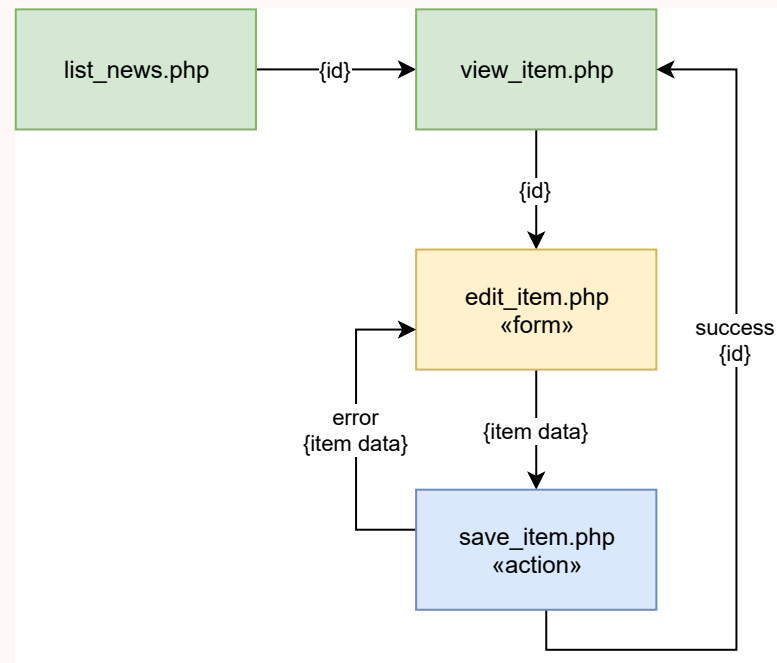 list_news.php
{id}
view_item.php
{id}
edit_item.php
«form»
success
{id}
error
{item data}
{item data}
save_item.php
«action»